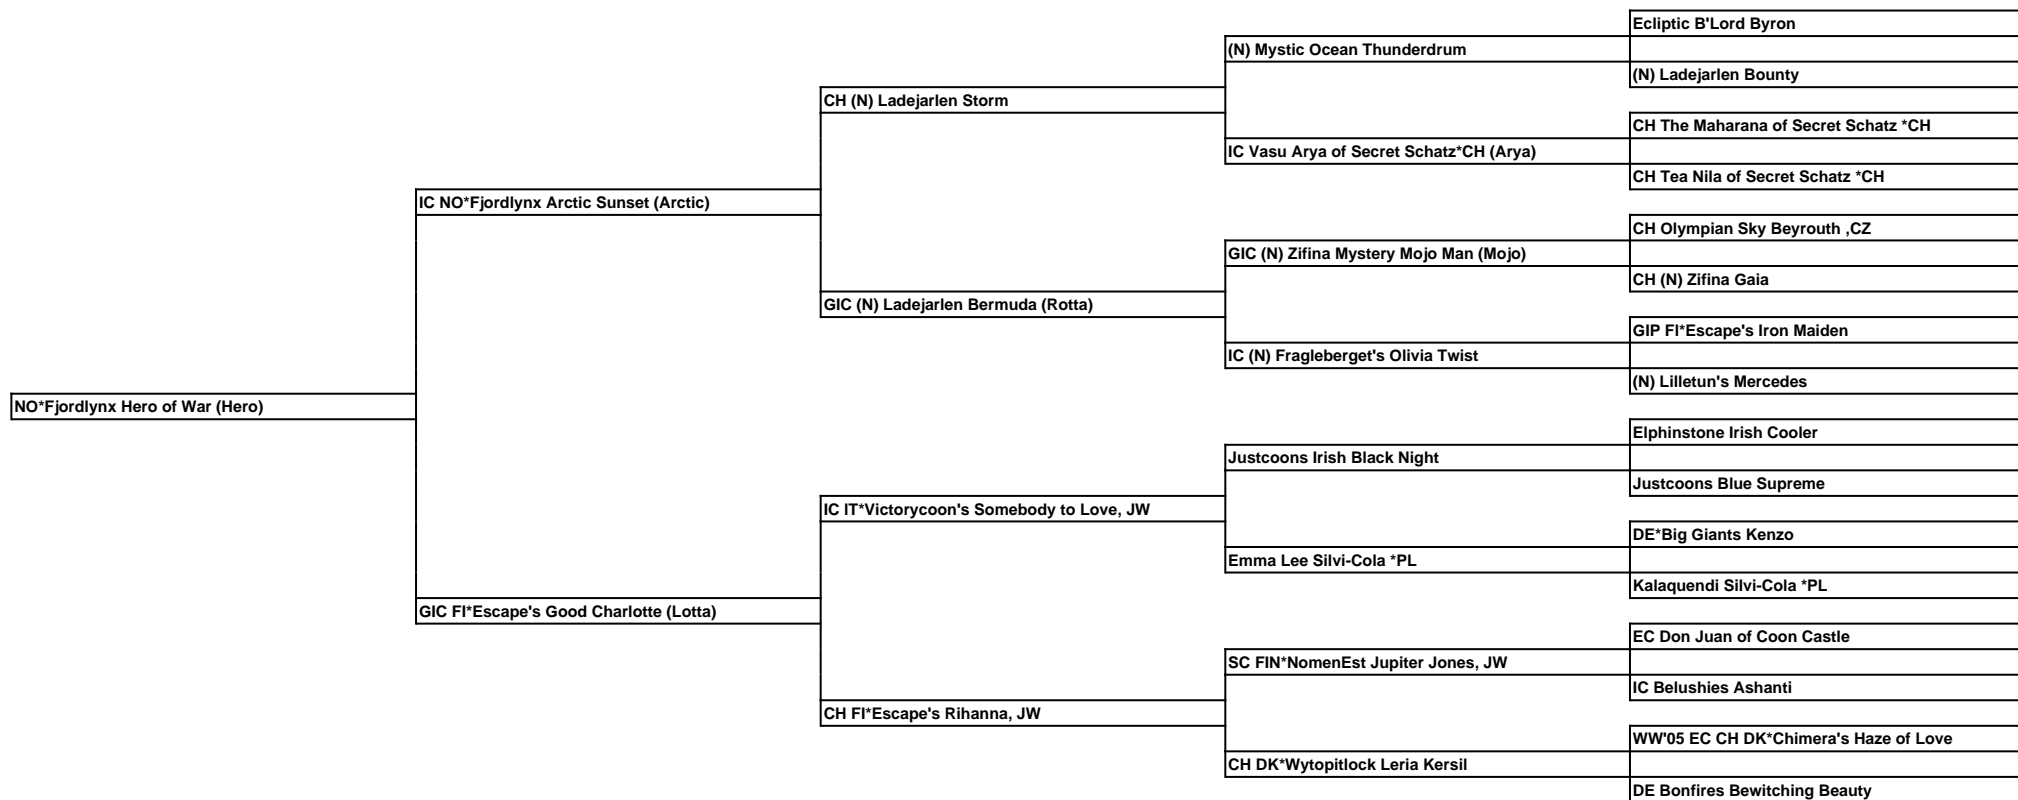 Ecliptic B'Lord Byron
(N) Mystic Ocean Thunderdrum
(N) Ladejarlen Bounty
CH (N) Ladejarlen Storm
CH The Maharana of Secret Schatz *CH
IC Vasu Arya of Secret Schatz*CH (Arya)
CH Tea Nila of Secret Schatz *CH
IC NO*Fjordlynx Arctic Sunset (Arctic)
CH Olympian Sky Beyrouth ,CZ
GIC (N) Zifina Mystery Mojo Man (Mojo)
CH (N) Zifina Gaia
GIC (N) Ladejarlen Bermuda (Rotta)
GIP FI*Escape's Iron Maiden
IC (N) Fragleberget's Olivia Twist
(N) Lilletun's Mercedes
NO*Fjordlynx Hero of War (Hero)
Elphinstone Irish Cooler
Justcoons Irish Black Night
Justcoons Blue Supreme
IC IT*Victorycoon's Somebody to Love, JW
DE*Big Giants Kenzo
Emma Lee Silvi-Cola *PL
Kalaquendi Silvi-Cola *PL
GIC FI*Escape's Good Charlotte (Lotta)
EC Don Juan of Coon Castle
SC FIN*NomenEst Jupiter Jones, JW
IC Belushies Ashanti
CH FI*Escape's Rihanna, JW
WW'05 EC CH DK*Chimera's Haze of Love
CH DK*Wytopitlock Leria Kersil
DE Bonfires Bewitching Beauty